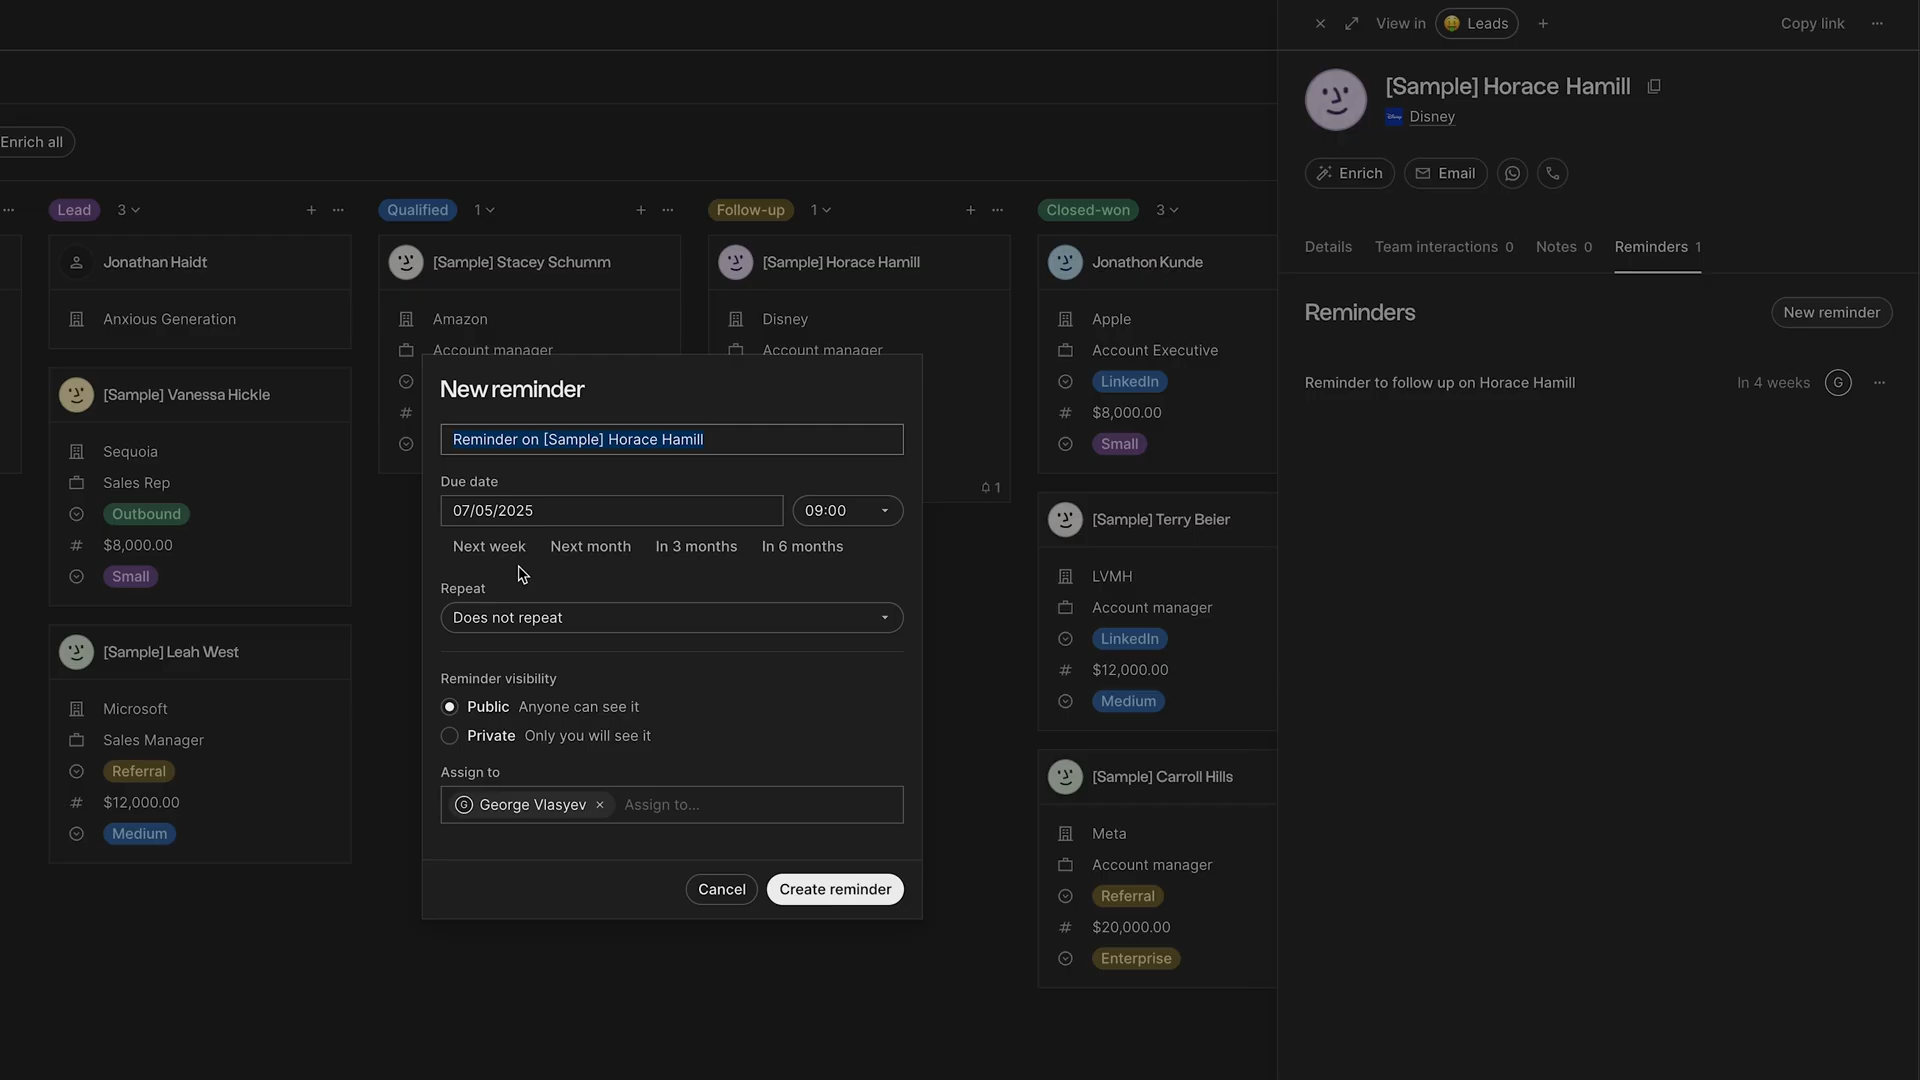 View in
Leads
Copy link
[Sample] Horace Hamill
Disney
Enrich all
Enrich
Email
Details
Team interactions 0
Notes 0
Reminders 1
Reminders
New reminder
Reminder to follow up on Horace Hamill
In 4 weeks
G
Lead
3
Jonathan Haidt
Anxious Generation
[Sample] Vanessa Hickle
Sequoia
Sales Rep
Outbound
$8,000.00
Small
[Sample] Leah West
Microsoft
Sales Manager
Referral
$12,000.00
Medium
Qualified
1
[Sample] Stacey Schumm
Amazon
Account manager
Follow-up
1
[Sample] Horace Hamill
Disney
Account manager
1
Closed-won
3
Jonathon Kunde
Apple
Account Executive
LinkedIn
$8,000.00
Small
[Sample] Terry Beier
LVMH
Account manager
LinkedIn
$12,000.00
Medium
[Sample] Carroll Hills
Meta
Account manager
Referral
$20,000.00
Enterprise
New reminder
Reminder on [Sample] Horace Hamill
Due date
07/05/2025
09:00
Next week
Next month
In 3 months
In 6 months
Repeat
Does not repeat
Reminder visibility
Public Anyone can see it
Private Only you will see it
Assign to
G George Vlasyev × Assign to...
Cancel
Create reminder